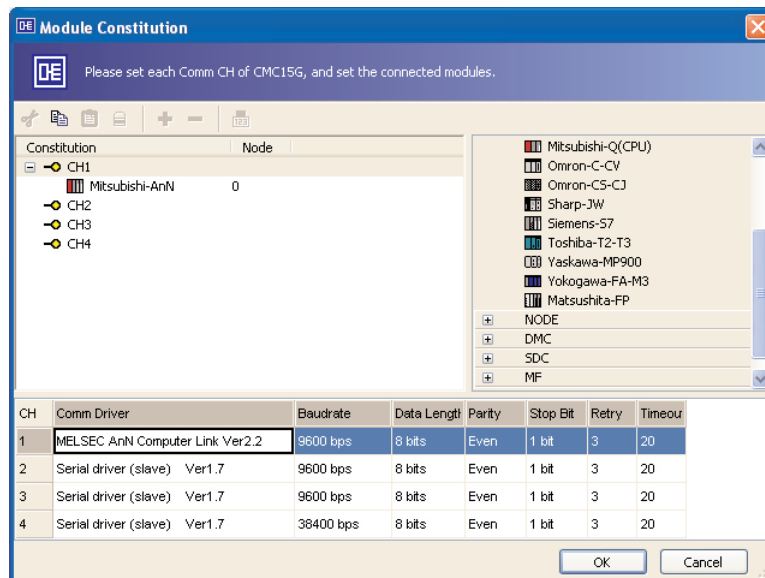 Module Constitution
Please set each Comm CH of CMC15G, and set the connected modules.
Constitution Node
CH1
Mitsubishi-AnN 0
CH2
CH3
CH4
Mitsubishi-Q(CPU)
Omron-C-CV
Omron-CS-CJ
Sharp-JW
Siemens-S7
Toshiba-T2-T3
Yaskawa-MP900
Yokogawa-FA-M3
Matsushita-FP
NODE
DMC
SDC
MF
CH Comm Driver Baudrate Data Length Parity Stop Bit Retry Timeou
1 MELSEC AnN Computer Link Ver2.2 9600 bps 8 bits Even 1 bit 3 20
2 Serial driver (slave) Ver1.7 9600 bps 8 bits Even 1 bit 3 20
3 Serial driver (slave) Ver1.7 9600 bps 8 bits Even 1 bit 3 20
4 Serial driver (slave) Ver1.7 38400 bps 8 bits Even 1 bit 3 20
OK Cancel